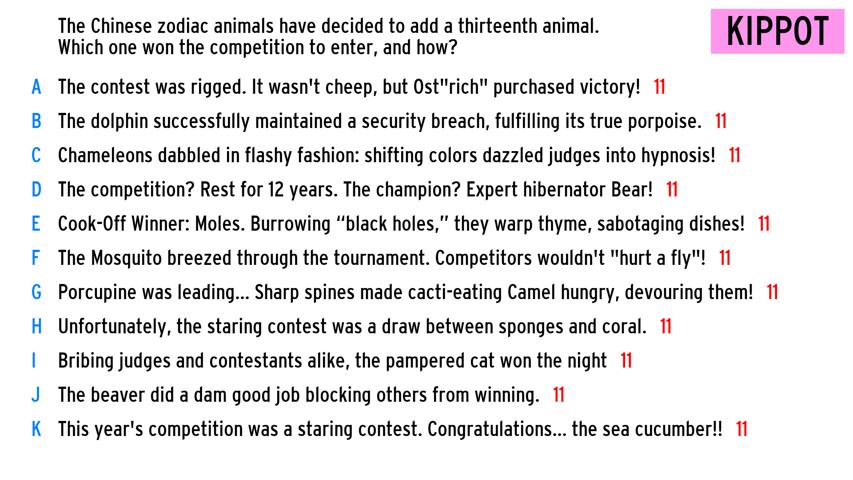 The Chinese zodiac animals have decided to add a thirteenth animal.
Which one won the competition to enter, and how?
KIPPOT
A The contest was rigged. It wasn't cheep, but Ost"rich" purchased victory! 11
B The dolphin successfully maintained a security breach, fulfilling its true porpoise. 11
C Chameleons dabbled in flashy fashion: shifting colors dazzled judges into hypnosis! 11
D The competition? Rest for 12 years. The champion? Expert hibernator Bear! 11
E Cook-Off Winner: Moles. Burrowing “black holes,” they warp thyme, sabotaging dishes! 11
F The Mosquito breezed through the tournament. Competitors wouldn't "hurt a fly"! 11
G Porcupine was leading... Sharp spines made cacti-eating Camel hungry, devouring them! 11
H Unfortunately, the staring contest was a draw between sponges and coral. 11
I Bribing judges and contestants alike, the pampered cat won the night 11
J The beaver did a dam good job blocking others from winning. 11
K This year's competition was a staring contest. Congratulations... the sea cucumber!! 11